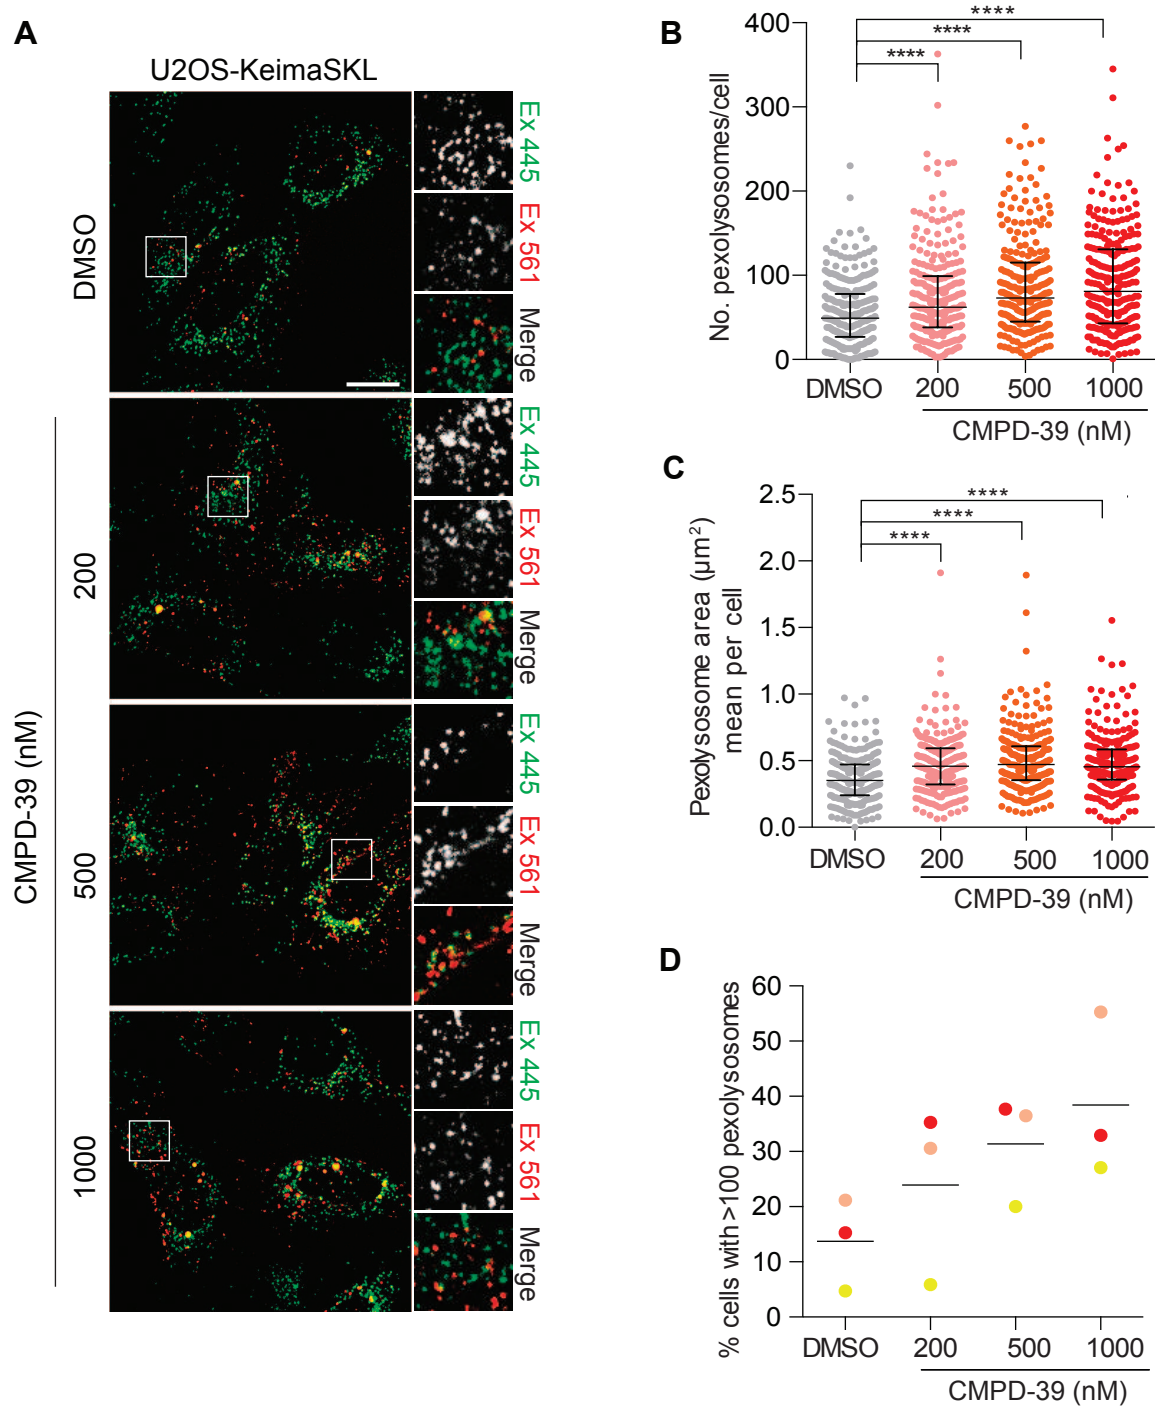 A
U2OS-KeimaSKL
DMSO
Ex 445
Ex 561
Merge
CMPD-39 (nM)
200
Ex 445
Ex 561
Merge
500
Ex 445
Ex 561
Merge
1000
Ex 445
Ex 561
Merge
B
No. pexolysosomes/cell
400
300
200
100
0
****
****
****
DMSO 200 500 1000
CMPD-39 (nM)
C
Pexolysosome area (µm²)
mean per cell
2.5
2.0
1.5
1.0
0.5
0.0
****
****
****
DMSO 200 500 1000
CMPD-39 (nM)
D
% cells with >100 pexolysosomes
60
50
40
30
20
10
0
DMSO 200 500 1000
CMPD-39 (nM)